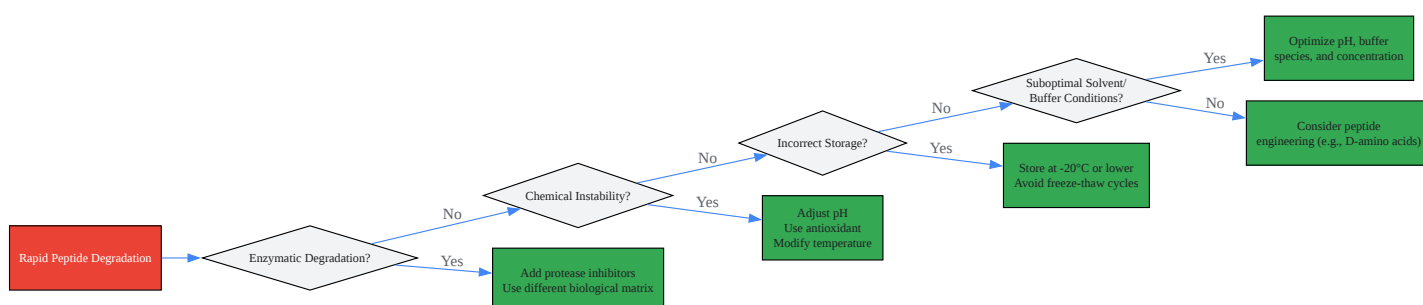 Rapid Peptide Degradation
Enzymatic Degradation?
Yes
Add protease inhibitors
Use different biological matrix
No
Chemical Instability?
Yes
Adjust pH
Use antioxidant
Modify temperature
No
Incorrect Storage?
Yes
Store at -20°C or lower
Avoid freeze-thaw cycles
No
Suboptimal Solvent/
Buffer Conditions?
Yes
Optimize pH, buffer
species, and concentration
No
Consider peptide
engineering (e.g., D-amino acids)